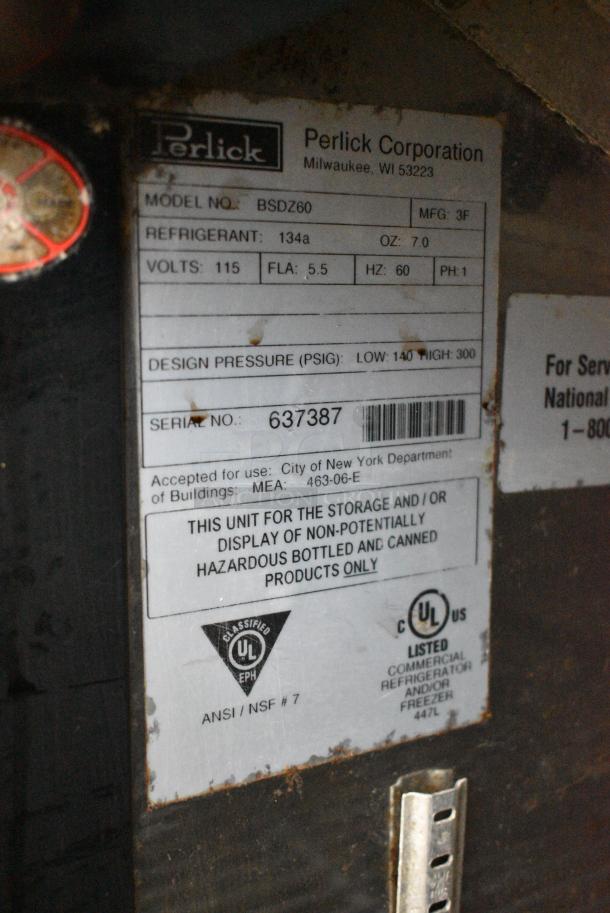 Perlick
Perlick Corporation
Milwaukee, WI 53223
MODEL NO.: BSDZ60 MFG: 3F
REFRIGERANT: 134a OZ: 7.0
VOLTS: 115 FLA: 5.5 HZ: 60 PH:1
DESIGN PRESSURE (PSIG): LOW: 140 HIGH: 300
SERIAL NO.: 637387
Accepted for use: City of New York Department
of Buildings: MEA: 463-06-E
THIS UNIT FOR THE STORAGE AND / OR
DISPLAY OF NON-POTENTIALLY
HAZARDOUS BOTTLED AND CANNED
PRODUCTS ONLY
CLASSIFIED
UL
EPH
ANSI / NSF # 7
C UL US
LISTED
COMMERCIAL
REFRIGERATOR
AND/OR
FREEZER
447L
For Serv
National
1-800